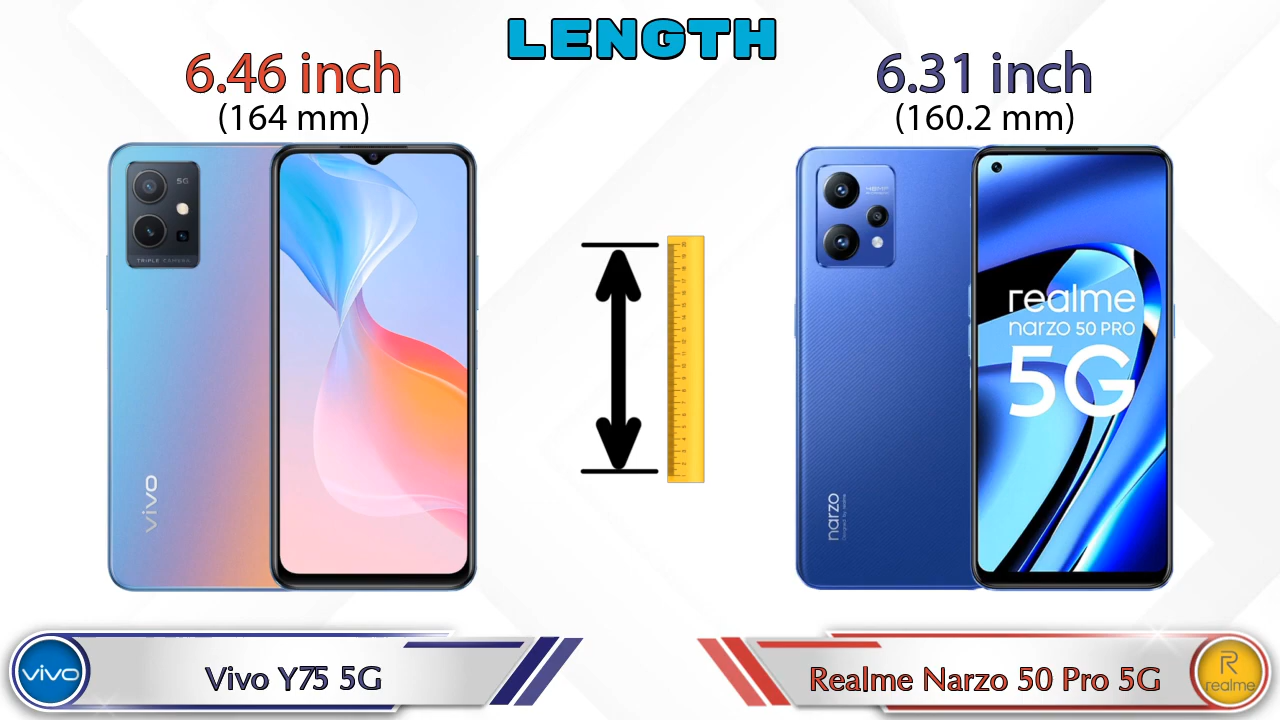 LENGTH
6.46 inch
(164 mm)
6.31 inch
(160.2 mm)
5G
TRIPLE CAMERA
vivo
realme
narzo 50 PRO
5G
narzo
vivo
Vivo Y75 5G
Realme Narzo 50 Pro 5G
R
realme